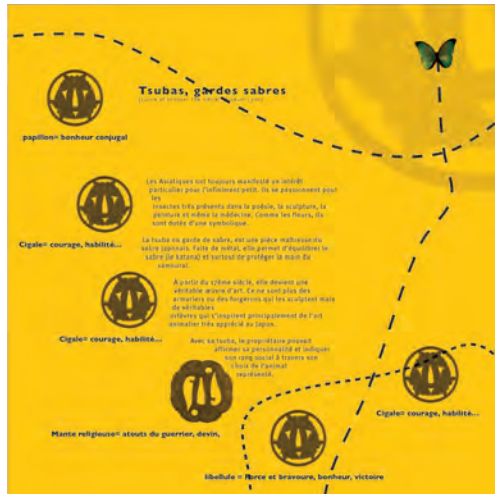 Tsubas, gardes sabres
papillon= bonheur conjugal
Les Asiatiques ont toujours manifesté un intérêt
particulier pour l'infiniment petit. Ils se passionnent pour
les
insectes très présents dans la poésie, la sculpture, la
peinture et même la médecine. Comme les fleurs, ils
sont dotés d'une symbolique.
Cigale= courage, habilité...
La tsuba ou garde de sabre, est une pièce maîtresse du
sabre japonais. Faite de métal, elle permet d'équilibrer le
sabre (le katana) et surtout de protéger la main du
samouraï.
À partir du 17ème siècle, elle devient une
véritable œuvre d'art. Ce ne sont plus des
armuriers ou des forgerons qui les sculptent mais
de véritables
orfèvres qui s'inspirent principalement de l'art
animalier très apprécié au Japon.
Cigale= courage, habilité...
Avec sa tsuba, le propriétaire pouvait
affirmer sa personnalité et indiquer
son rang social à travers son
choix de l'animal
représenté.
Cigale= courage, habilité...
Mante religieuse= atouts du guerrier, devin,
libellule = force et bravoure, bonheur, victoire